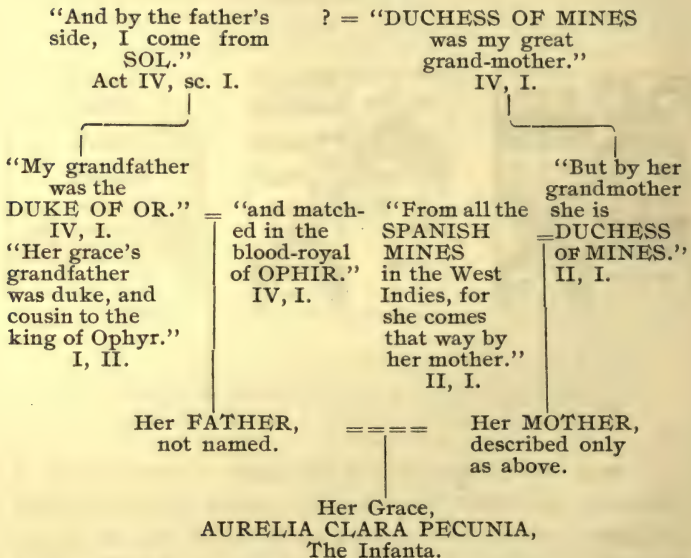 "And by the father's
side, I come from
SOL."
Act IV, sc. I.
? = "DUCHESS OF MINES
was my great
grand-mother."
IV, I.
"My grandfather
was the
DUKE OF OR." =
IV, I.
"Her grace's
grandfather
was duke, and
cousin to the
king of Ophyr."
I, II.
"and match-
ed in the
blood-royal
of OPHIR."
IV, I.
"From all the
SPANISH
MINES
in the West
Indies, for
she comes
that way by
her mother."
II, I.
"But by her
grandmother
she is
=DUCHESS
OF MINES."
II, I.
Her FATHER,
not named.
====
Her MOTHER,
described only
as above.
Her Grace,
AURELIA CLARA PECUNIA,
The Infanta.